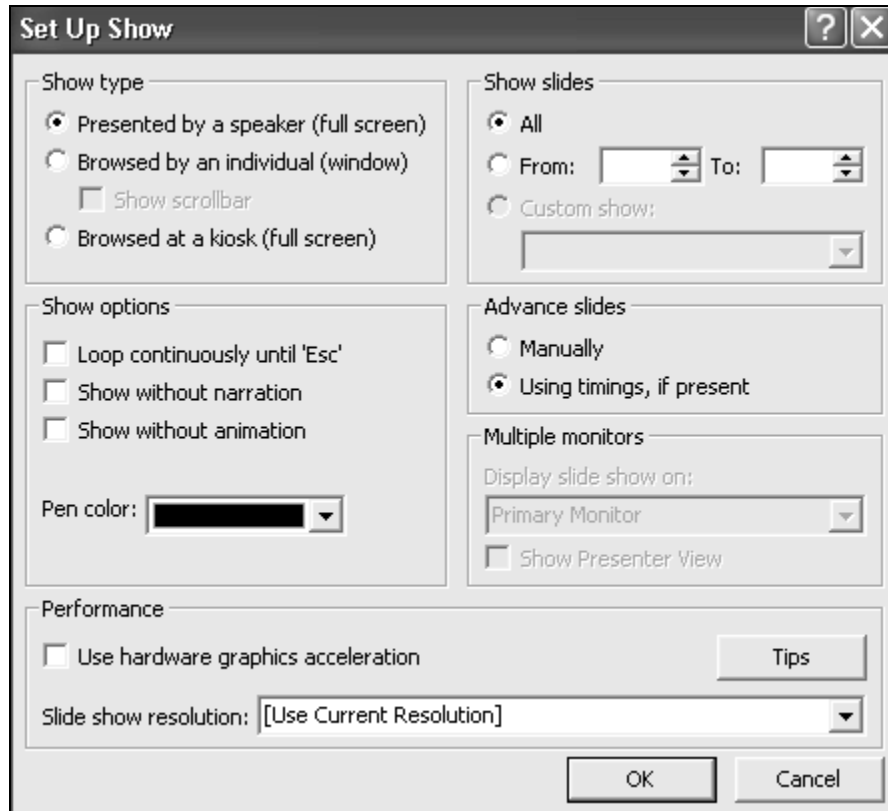 Set Up Show
Show type
Presented by a speaker (full screen)
Browsed by an individual (window)
Show scrollbar
Browsed at a kiosk (full screen)
Show slides
All
From: To:
Custom show:
Show options
Loop continuously until 'Esc'
Show without narration
Show without animation
Pen color:
Advance slides
Manually
Using timings, if present
Multiple monitors
Display slide show on:
Primary Monitor
Show Presenter View
Performance
Use hardware graphics acceleration
Tips
Slide show resolution: [Use Current Resolution]
OK Cancel